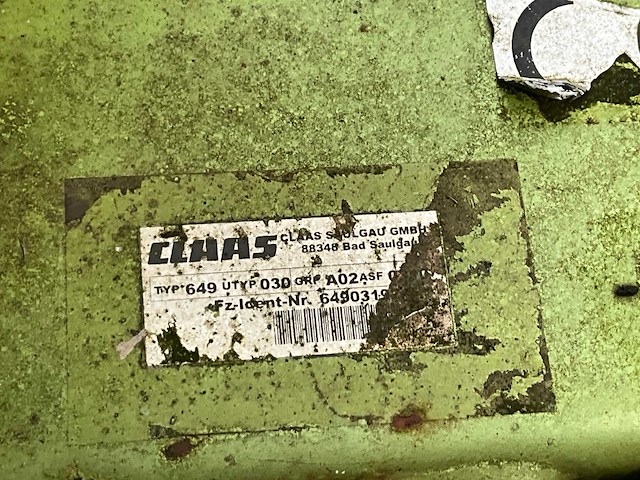 CLAAS CLAAS SAULGAU GMBH
88348 Bad Saulgau
TYP 649 UTYP 030 GRP A02 ASF
Fz-Ident-Nr. 6490319